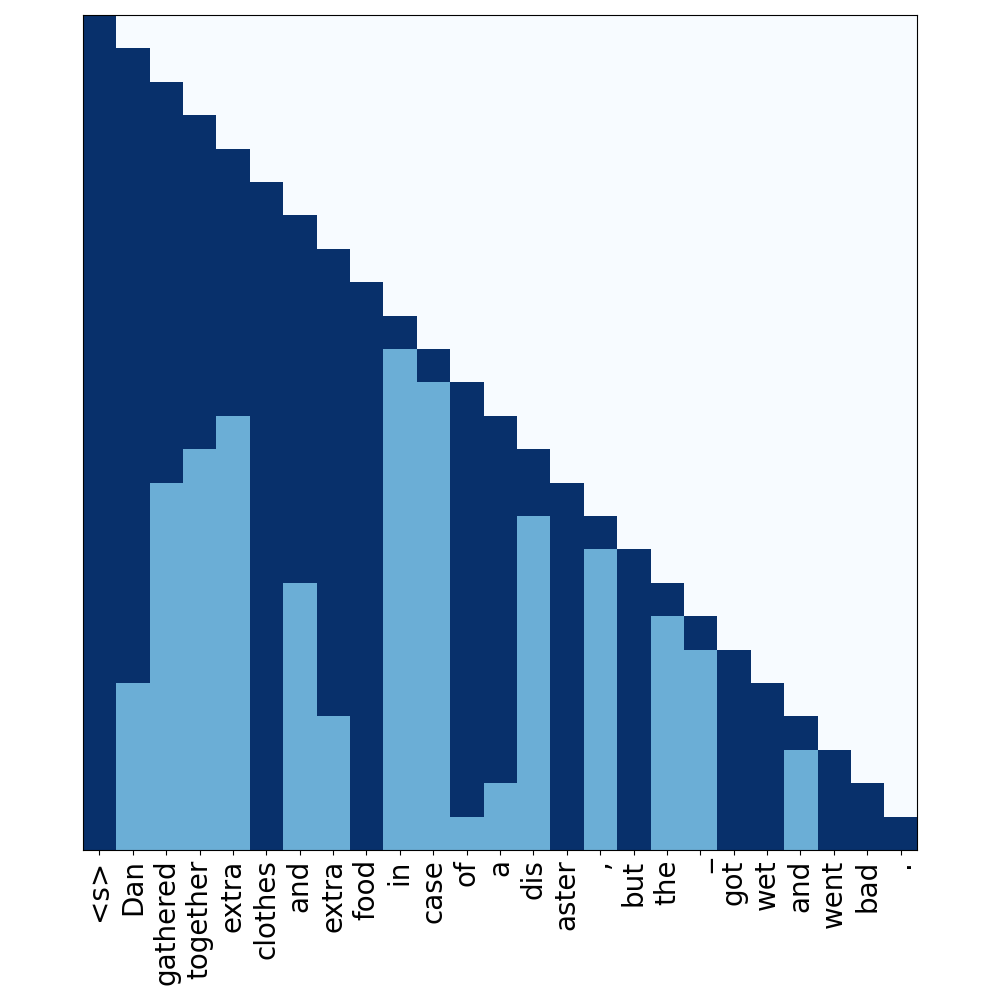 <s>
Dan
gathered
together
extra
clothes
and
extra
food
in
case
of
a
dis
aster
,
but
the
_
got
wet
and
went
bad
.